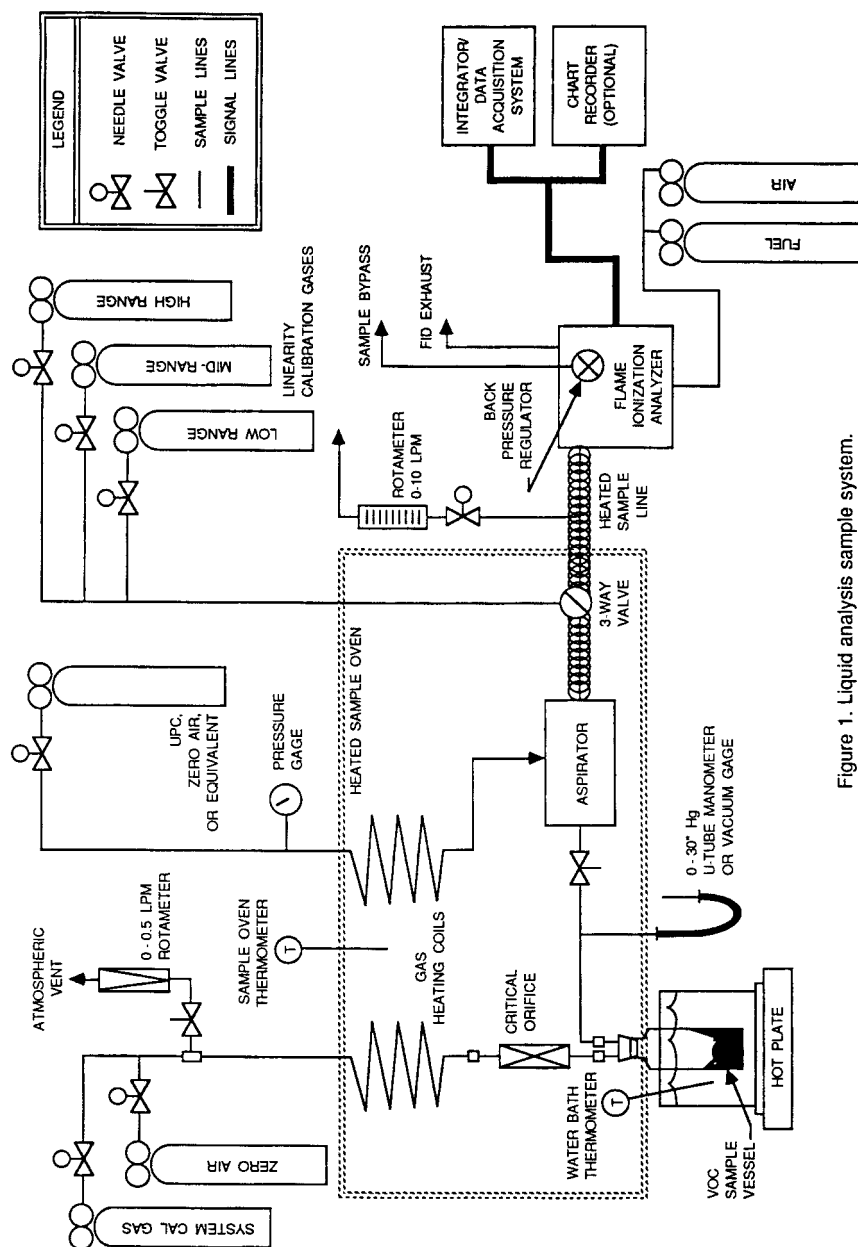 LEGEND
NEEDLE VALVE
TOGGLE VALVE
SAMPLE LINES
SIGNAL LINES
HIGH RANGE
MID-RANGE
LOW RANGE
LINEARITY
CALIBRATION GASES
UPC,
ZERO AIR,
OR EQUIVALENT
PRESSURE
GAGE
ATMOSPHERIC
VENT
0 - 0.5 LPM
ROTAMETER
SYSTEM CAL GAS
ZERO AIR
SAMPLE OVEN
THERMOMETER
T
HEATED SAMPLE OVEN
GAS
HEATING COILS
CRITICAL
ORIFICE
ROTAMETER
0-10 LPM
BACK
PRESSURE
REGULATOR
SAMPLE BYPASS
FID EXHAUST
INTEGRATOR/
DATA
ACQUISITION
SYSTEM
CHART
RECORDER
(OPTIONAL)
WATER BATH
THERMOMETER
T
ASPIRATOR
3-WAY
VALVE
HEATED
SAMPLE
LINE
FLAME
IONIZATION
ANALYZER
FUEL
AIR
VOC
SAMPLE
VESSEL
HOT PLATE
0 - 30" Hg
U-TUBE MANOMETER
OR VACUUM GAGE
Figure 1. Liquid analysis sample system.